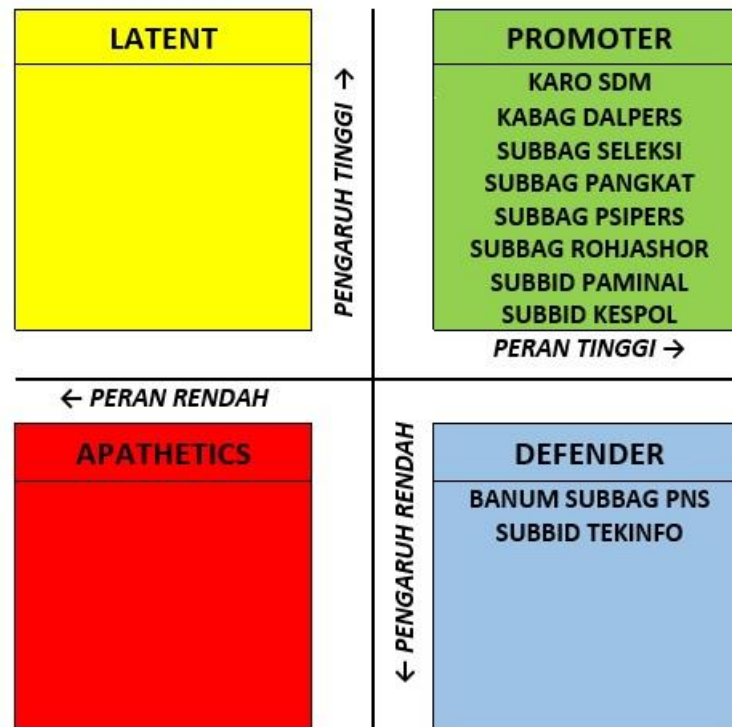 LATENT
PENGARUH TINGGI →
PROMOTER
KARO SDM
KABAG DALPERS
SUBBAG SELEKSI
SUBBAG PANGKAT
SUBBAG PSIPERS
SUBBAG ROHJASHOR
SUBBID PAMINAL
SUBBID KESPOL
PERAN TINGGI →
← PERAN RENDAH
APATHETICS
← PENGARUH RENDAH
DEFENDER
BANUM SUBBAG PNS
SUBBID TEKINFO